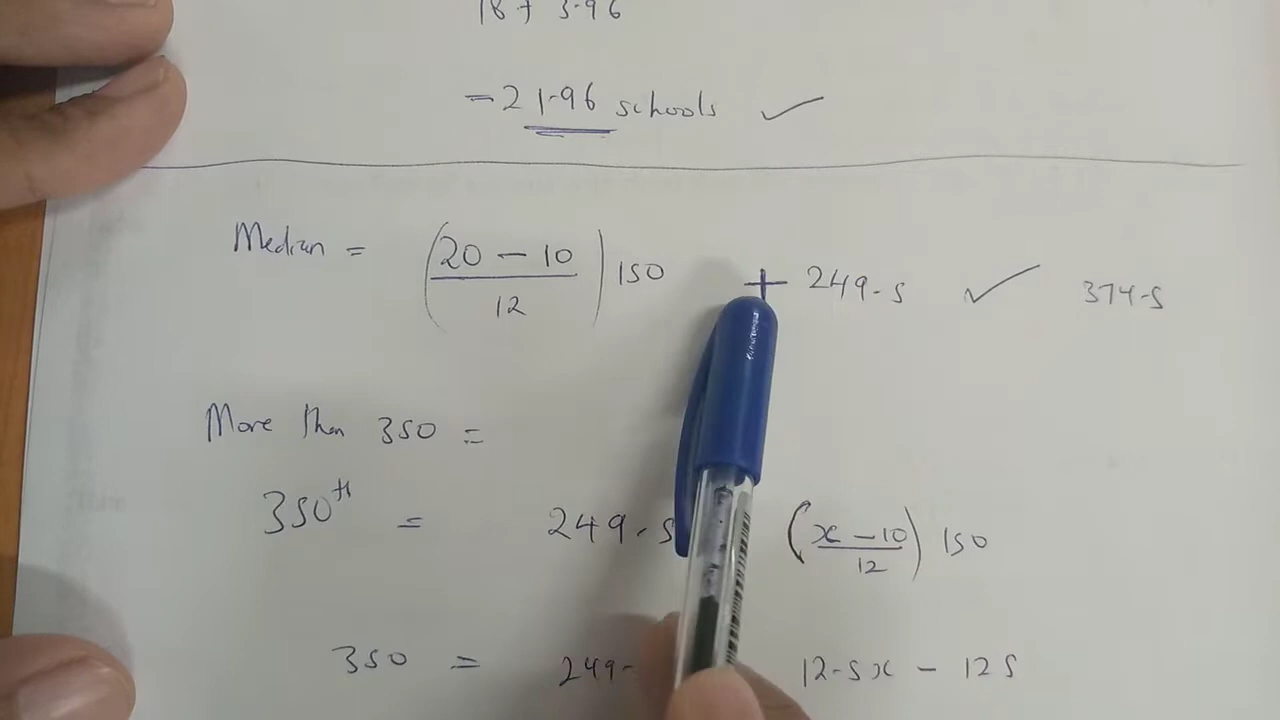 18 + 3.96
= 21.96 schools ✓
Median = (20 - 10 / 12) 150 + 249.5 ✓ 374.5
More than 350 =
350th = 249.5 (x - 10 / 12) 150
350 = 249. 12.5x - 125